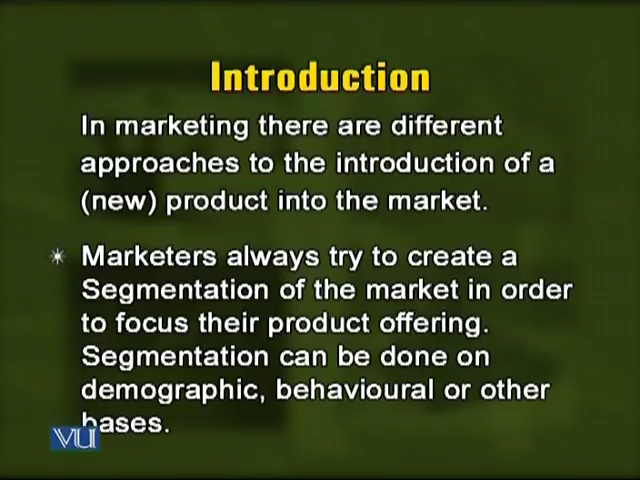 Introduction
In marketing there are different
approaches to the introduction of a
(new) product into the market.
Marketers always try to create a
Segmentation of the market in order
to focus their product offering.
Segmentation can be done on
demographic, behavioural or other
bases.
VU